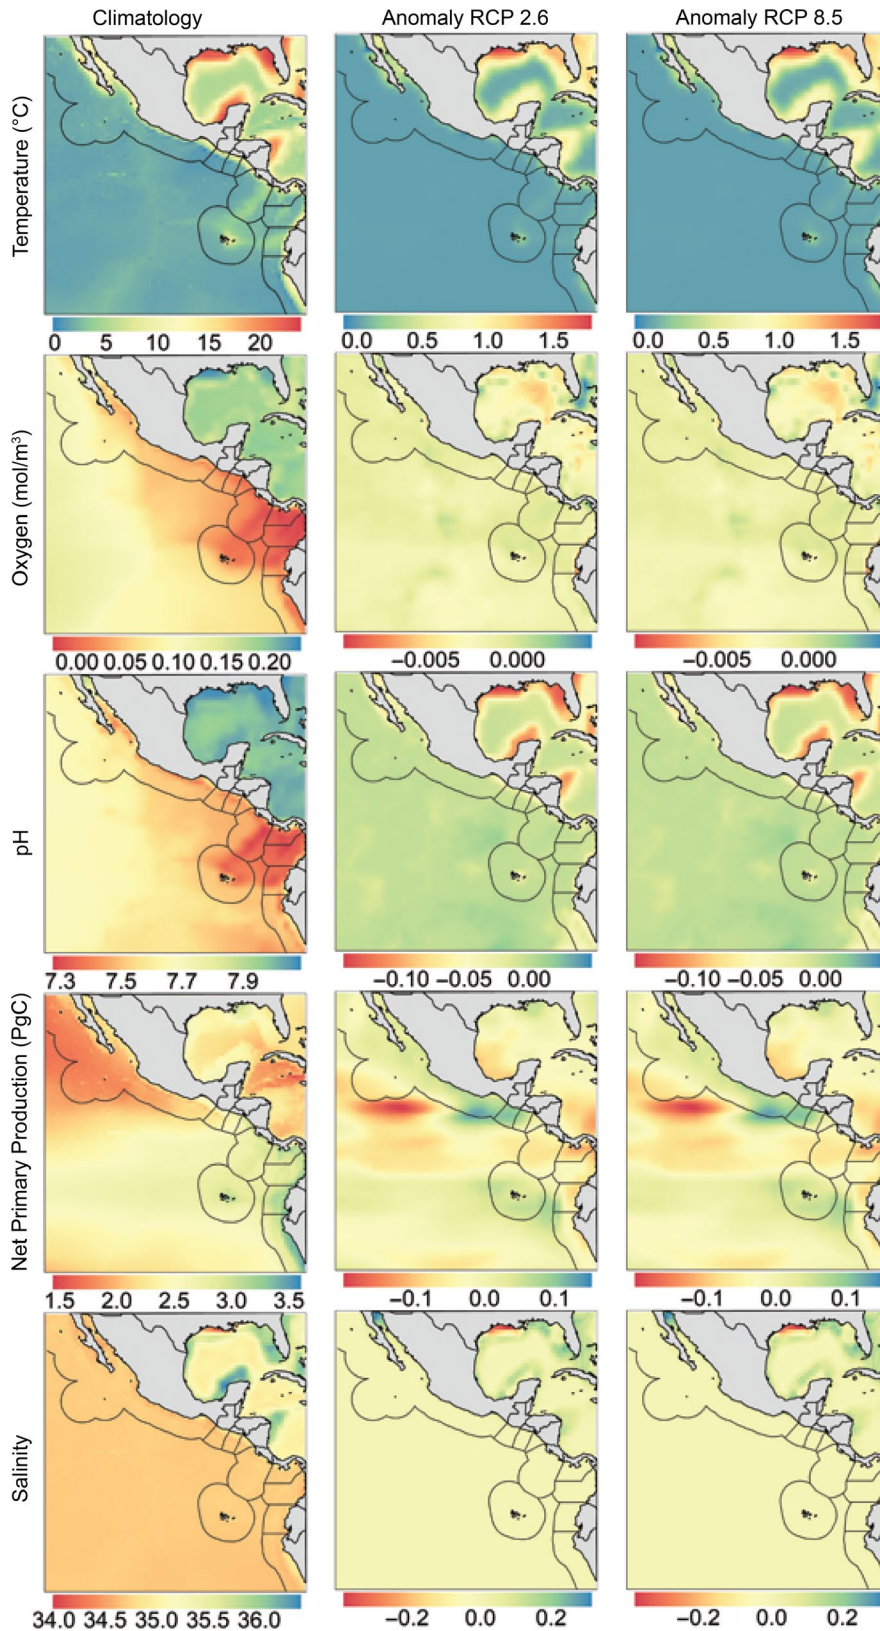 Climatology Anomaly RCP 2.6 Anomaly RCP 8.5
Temperature (°C)
0 5 10 15 20 0.0 0.5 1.0 1.5 0.0 0.5 1.0 1.5
Oxygen (mol/m³)
0.00 0.05 0.10 0.15 0.20 −0.005 0.000 −0.005 0.000
pH
7.3 7.5 7.7 7.9 −0.10 −0.05 0.00 −0.10 −0.05 0.00
Net Primary Production (PgC)
1.5 2.0 2.5 3.0 3.5 −0.1 0.0 0.1 −0.1 0.0 0.1
Salinity
34.0 34.5 35.0 35.5 36.0 −0.2 0.0 0.2 −0.2 0.0 0.2